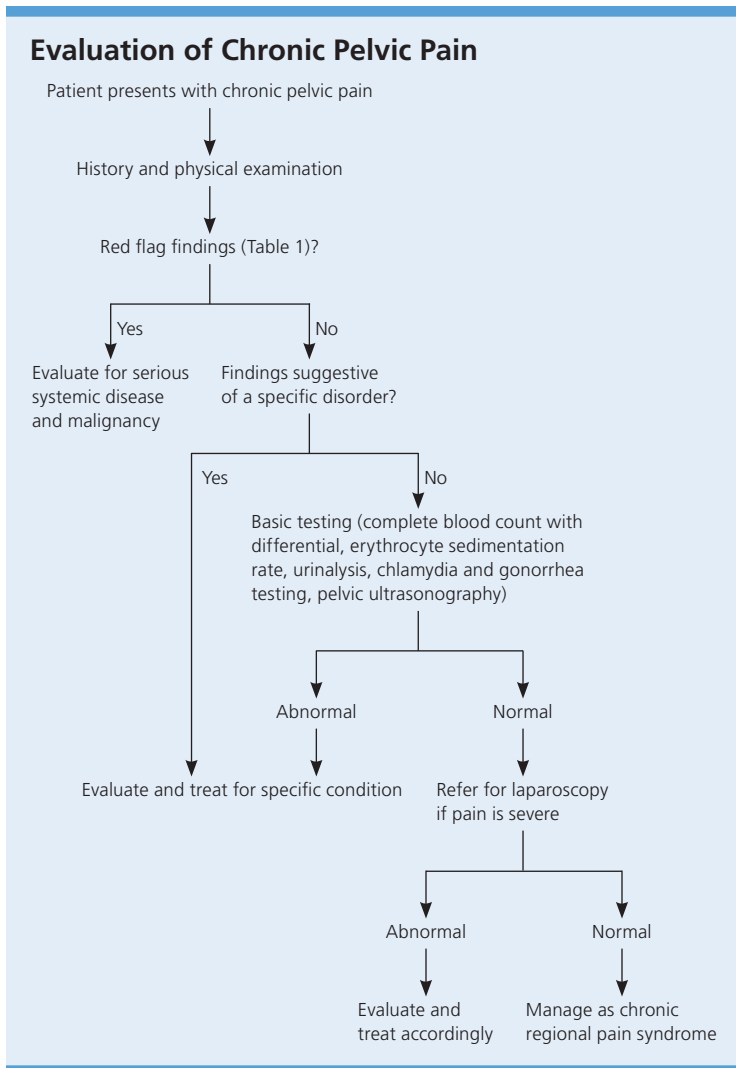 Evaluation of Chronic Pelvic Pain
Patient presents with chronic pelvic pain
History and physical examination
Red flag findings (Table 1)?
Yes
No
Evaluate for serious
systemic disease
and malignancy
Findings suggestive
of a specific disorder?
Yes
No
Basic testing (complete blood count with
differential, erythrocyte sedimentation
rate, urinalysis, chlamydia and gonorrhea
testing, pelvic ultrasonography)
Abnormal
Normal
Evaluate and treat for specific condition
Refer for laparoscopy
if pain is severe
Abnormal
Normal
Evaluate and
treat accordingly
Manage as chronic
regional pain syndrome